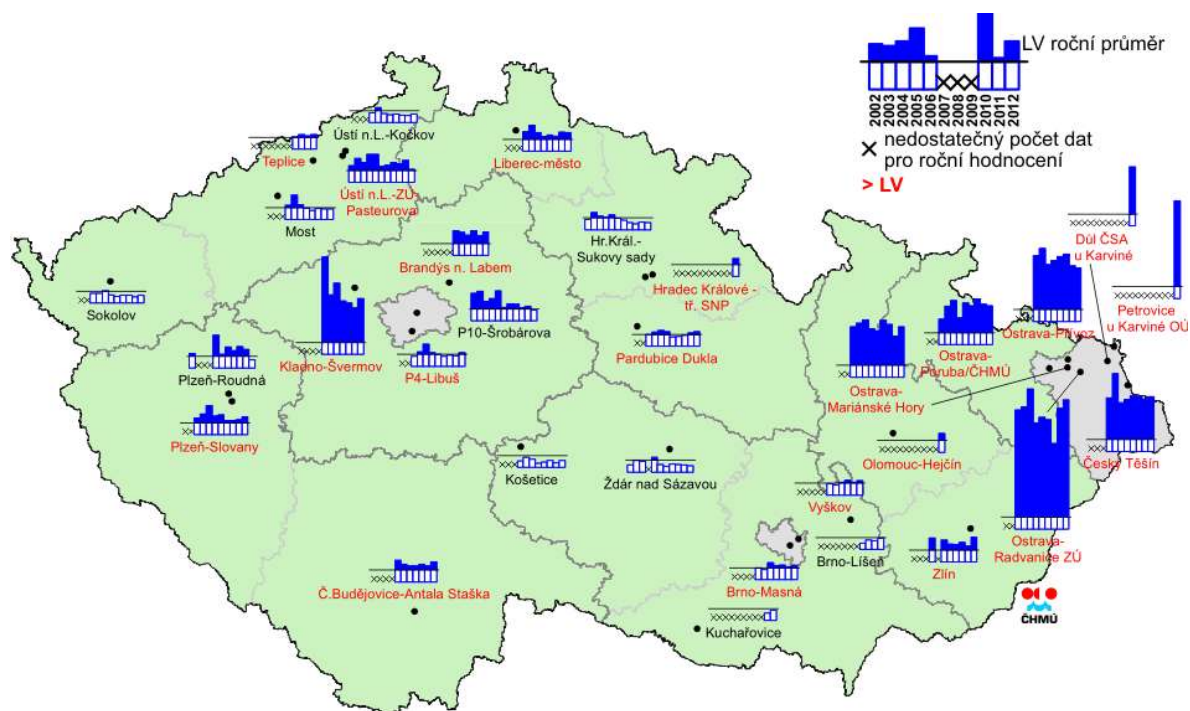 LV roční průměr
2002
2003
2004
2005
2006
2007
2008
2009
2010
2011
2012
nedostatečný počet dat
pro roční hodnocení
> LV
Ústí n.L.-Kočkov
Teplice
Liberec-město
Ústí n.L.-ZÚ-
Pasteurova
Most
Hr.Král.-
Sukovy sady
Důl ČSA
u Karviné
Brandýs n. Labem
Hradec Králové -
tř. SNP
Sokolov
Petrovice
u Karviné OÚ
P10-Šrobárova
Ostrava-Přívoz
Plzeň-Roudná
Kladno-Švermov
P4-Libuš
Pardubice Dukla
Ostrava-
Poruba/ČHMÚ
Ostrava-
Mariánské Hory
Plzeň-Slovany
Olomouc-Hejčín
Český Těšín
Košetice
Ždár nad Sázavou
Vyškov
Ostrava-
Radvanice ZÚ
Brno-Líšeň
Zlín
Č.Budějovice-Antala Staška
Brno-Masná
ČHMÚ
Kuchařovice